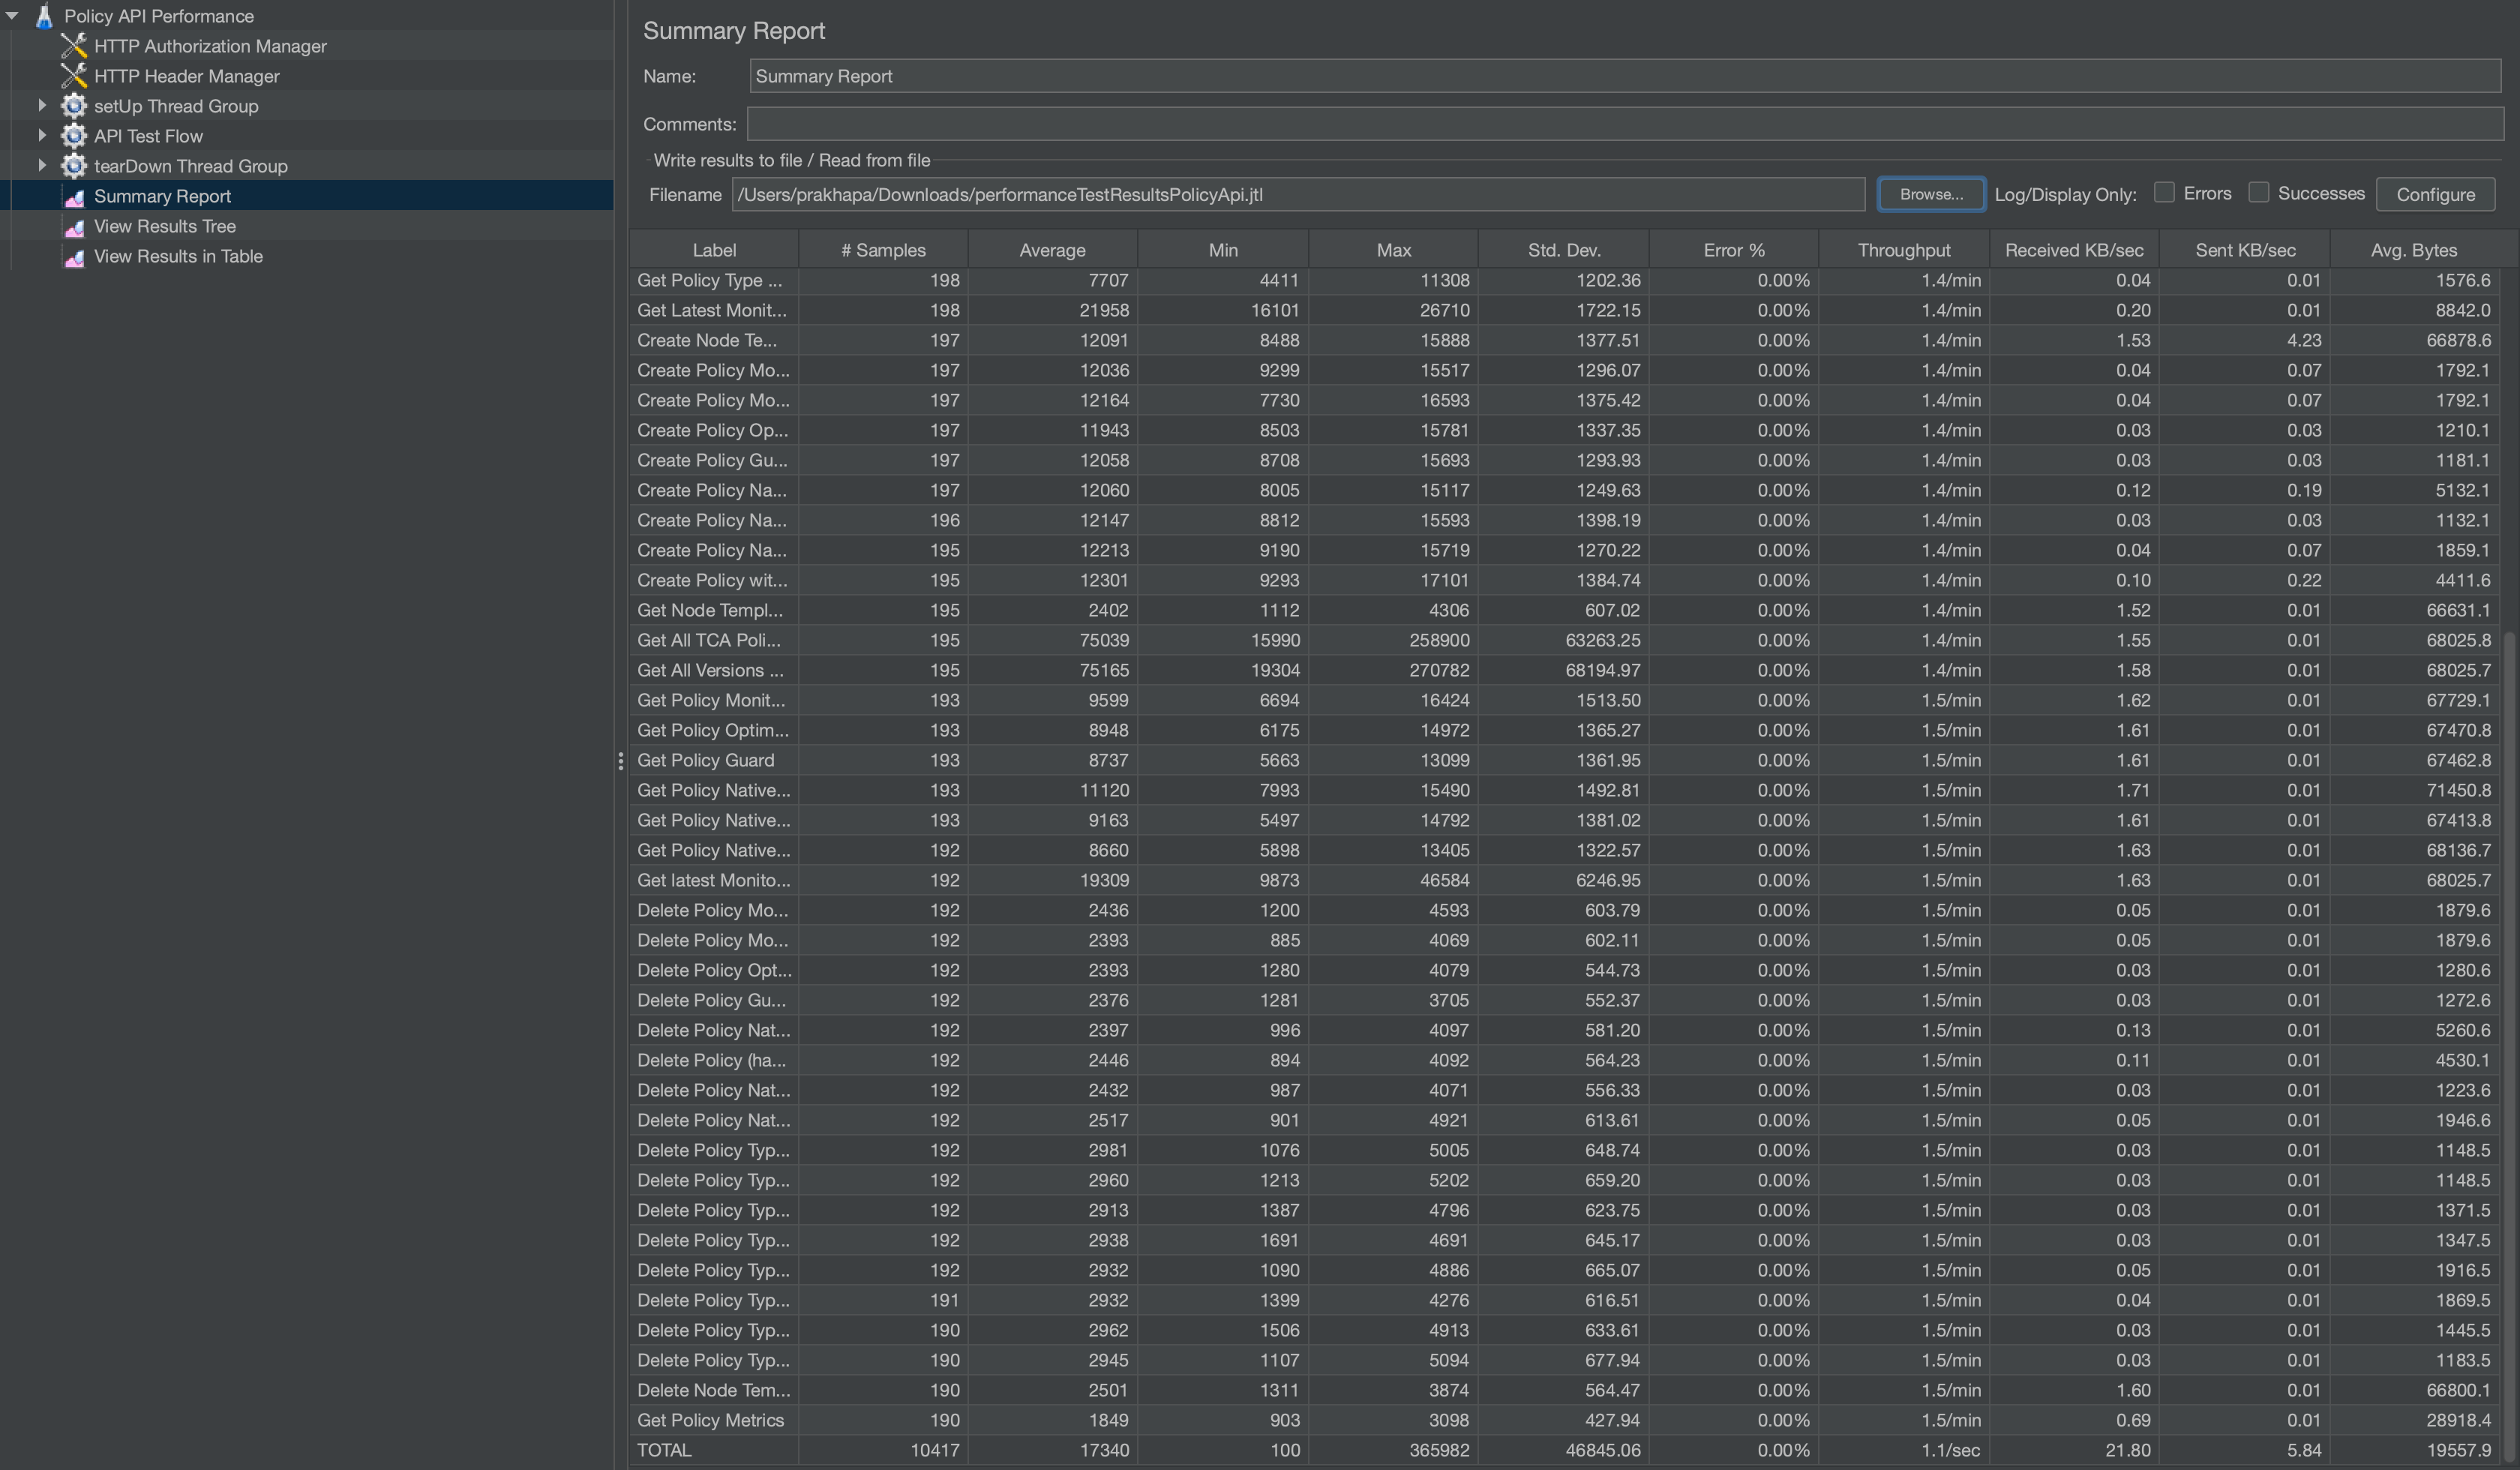 Policy API Performance
HTTP Authorization Manager
HTTP Header Manager
setUp Thread Group
API Test Flow
tearDown Thread Group
Summary Report
View Results Tree
View Results in Table
Summary Report
Name: Summary Report
Comments:
Write results to file / Read from file
Filename /Users/prakhapa/Downloads/performanceTestResultsPolicyApi.jtl Browse... Log/Display Only: Errors Successes Configure
Label # Samples Average Min Max Std. Dev. Error % Throughput Received KB/sec Sent KB/sec Avg. Bytes
Get Policy Type ... 198 7707 4411 11308 1202.36 0.00% 1.4/min 0.04 0.01 1576.6
Get Latest Monit... 198 21958 16101 26710 1722.15 0.00% 1.4/min 0.20 0.01 8842.0
Create Node Te... 197 12091 8488 15888 1377.51 0.00% 1.4/min 1.53 4.23 66878.6
Create Policy Mo... 197 12036 9299 15517 1296.07 0.00% 1.4/min 0.04 0.07 1792.1
Create Policy Mo... 197 12164 7730 16593 1375.42 0.00% 1.4/min 0.04 0.07 1792.1
Create Policy Op... 197 11943 8503 15781 1337.35 0.00% 1.4/min 0.03 0.03 1210.1
Create Policy Gu... 197 12058 8708 15693 1293.93 0.00% 1.4/min 0.03 0.03 1181.1
Create Policy Na... 197 12060 8005 15117 1249.63 0.00% 1.4/min 0.12 0.19 5132.1
Create Policy Na... 196 12147 8812 15593 1398.19 0.00% 1.4/min 0.03 0.03 1132.1
Create Policy Na... 195 12213 9190 15719 1270.22 0.00% 1.4/min 0.04 0.07 1859.1
Create Policy wit... 195 12301 9293 17101 1384.74 0.00% 1.4/min 0.10 0.22 4411.6
Get Node Templ... 195 2402 1112 4306 607.02 0.00% 1.4/min 1.52 0.01 66631.1
Get All TCA Poli... 195 75039 15990 258900 63263.25 0.00% 1.4/min 1.55 0.01 68025.8
Get All Versions ... 195 75165 19304 270782 68194.97 0.00% 1.4/min 1.58 0.01 68025.7
Get Policy Monit... 193 9599 6694 16424 1513.50 0.00% 1.5/min 1.62 0.01 67729.1
Get Policy Optim... 193 8948 6175 14972 1365.27 0.00% 1.5/min 1.61 0.01 67470.8
Get Policy Guard 193 8737 5663 13099 1361.95 0.00% 1.5/min 1.61 0.01 67462.8
Get Policy Native... 193 11120 7993 15490 1492.81 0.00% 1.5/min 1.71 0.01 71450.8
Get Policy Native... 193 9163 5497 14792 1381.02 0.00% 1.5/min 1.61 0.01 67413.8
Get Policy Native... 192 8660 5898 13405 1322.57 0.00% 1.5/min 1.63 0.01 68136.7
Get latest Monito... 192 19309 9873 46584 6246.95 0.00% 1.5/min 1.63 0.01 68025.7
Delete Policy Mo... 192 2436 1200 4593 603.79 0.00% 1.5/min 0.05 0.01 1879.6
Delete Policy Mo... 192 2393 885 4069 602.11 0.00% 1.5/min 0.05 0.01 1879.6
Delete Policy Opt... 192 2393 1280 4079 544.73 0.00% 1.5/min 0.03 0.01 1280.6
Delete Policy Gu... 192 2376 1281 3705 552.37 0.00% 1.5/min 0.03 0.01 1272.6
Delete Policy Nat... 192 2397 996 4097 581.20 0.00% 1.5/min 0.13 0.01 5260.6
Delete Policy (ha... 192 2446 894 4092 564.23 0.00% 1.5/min 0.11 0.01 4530.1
Delete Policy Nat... 192 2432 987 4071 556.33 0.00% 1.5/min 0.03 0.01 1223.6
Delete Policy Nat... 192 2517 901 4921 613.61 0.00% 1.5/min 0.05 0.01 1946.6
Delete Policy Typ... 192 2981 1076 5005 648.74 0.00% 1.5/min 0.03 0.01 1148.5
Delete Policy Typ... 192 2960 1213 5202 659.20 0.00% 1.5/min 0.03 0.01 1148.5
Delete Policy Typ... 192 2913 1387 4796 623.75 0.00% 1.5/min 0.03 0.01 1371.5
Delete Policy Typ... 192 2938 1691 4691 645.17 0.00% 1.5/min 0.03 0.01 1347.5
Delete Policy Typ... 192 2932 1090 4886 665.07 0.00% 1.5/min 0.05 0.01 1916.5
Delete Policy Typ... 191 2932 1399 4276 616.51 0.00% 1.5/min 0.04 0.01 1869.5
Delete Policy Typ... 190 2962 1506 4913 633.61 0.00% 1.5/min 0.03 0.01 1445.5
Delete Policy Typ... 190 2945 1107 5094 677.94 0.00% 1.5/min 0.03 0.01 1183.5
Delete Node Tem... 190 2501 1311 3874 564.47 0.00% 1.5/min 1.60 0.01 66800.1
Get Policy Metrics 190 1849 903 3098 427.94 0.00% 1.5/min 0.69 0.01 28918.4
TOTAL 10417 17340 100 365982 46845.06 0.00% 1.1/sec 21.80 5.84 19557.9